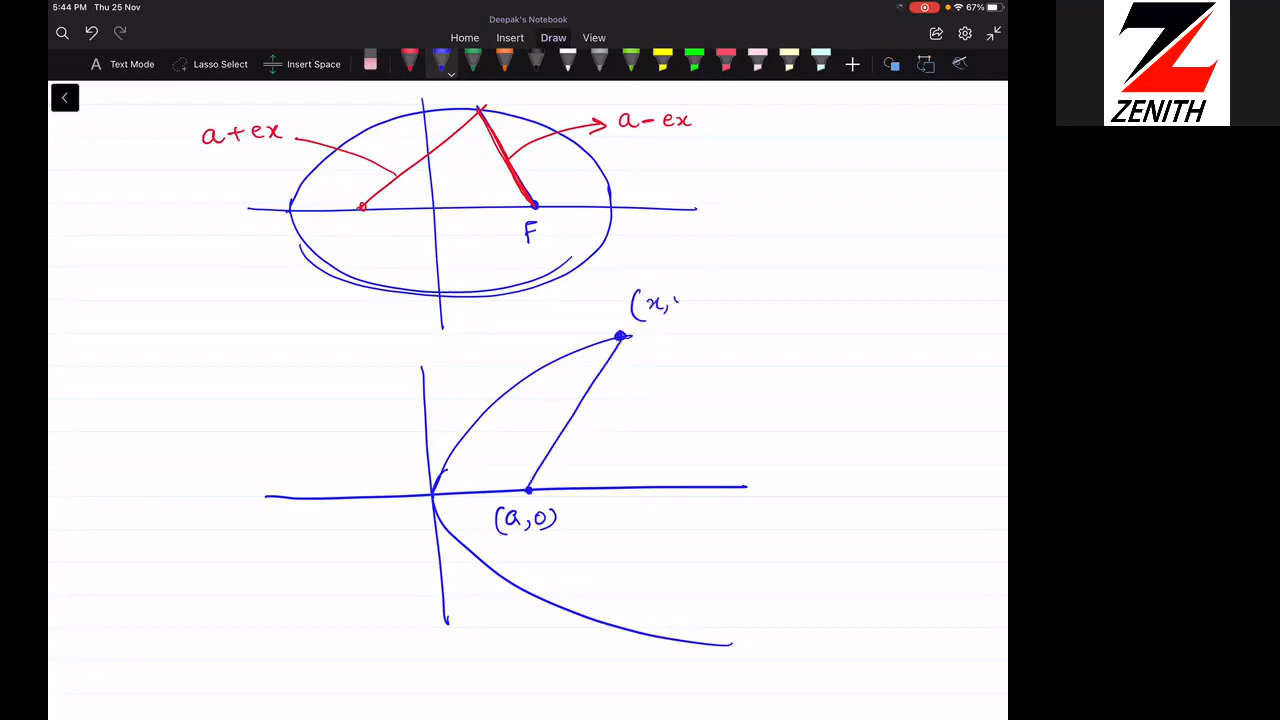 5:44 PM Thu 25 Nov
67%
Deepak's Notebook
Home Insert Draw View
Text Mode Lasso Select Insert Space
ZENITH
a+ex
a-ex
F
(x,
(a,0)